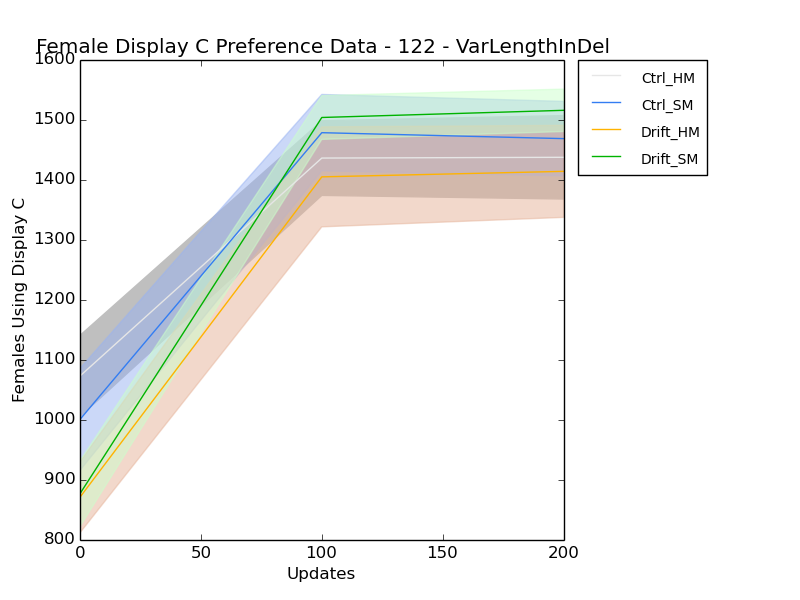 Female Display C Preference Data - 122 - VarLengthInDel
1600
1500
1400
1300
1200
1100
1000
900
800
Females Using Display C
0 50 100 150 200
Updates
Ctrl_HM
Ctrl_SM
Drift_HM
Drift_SM